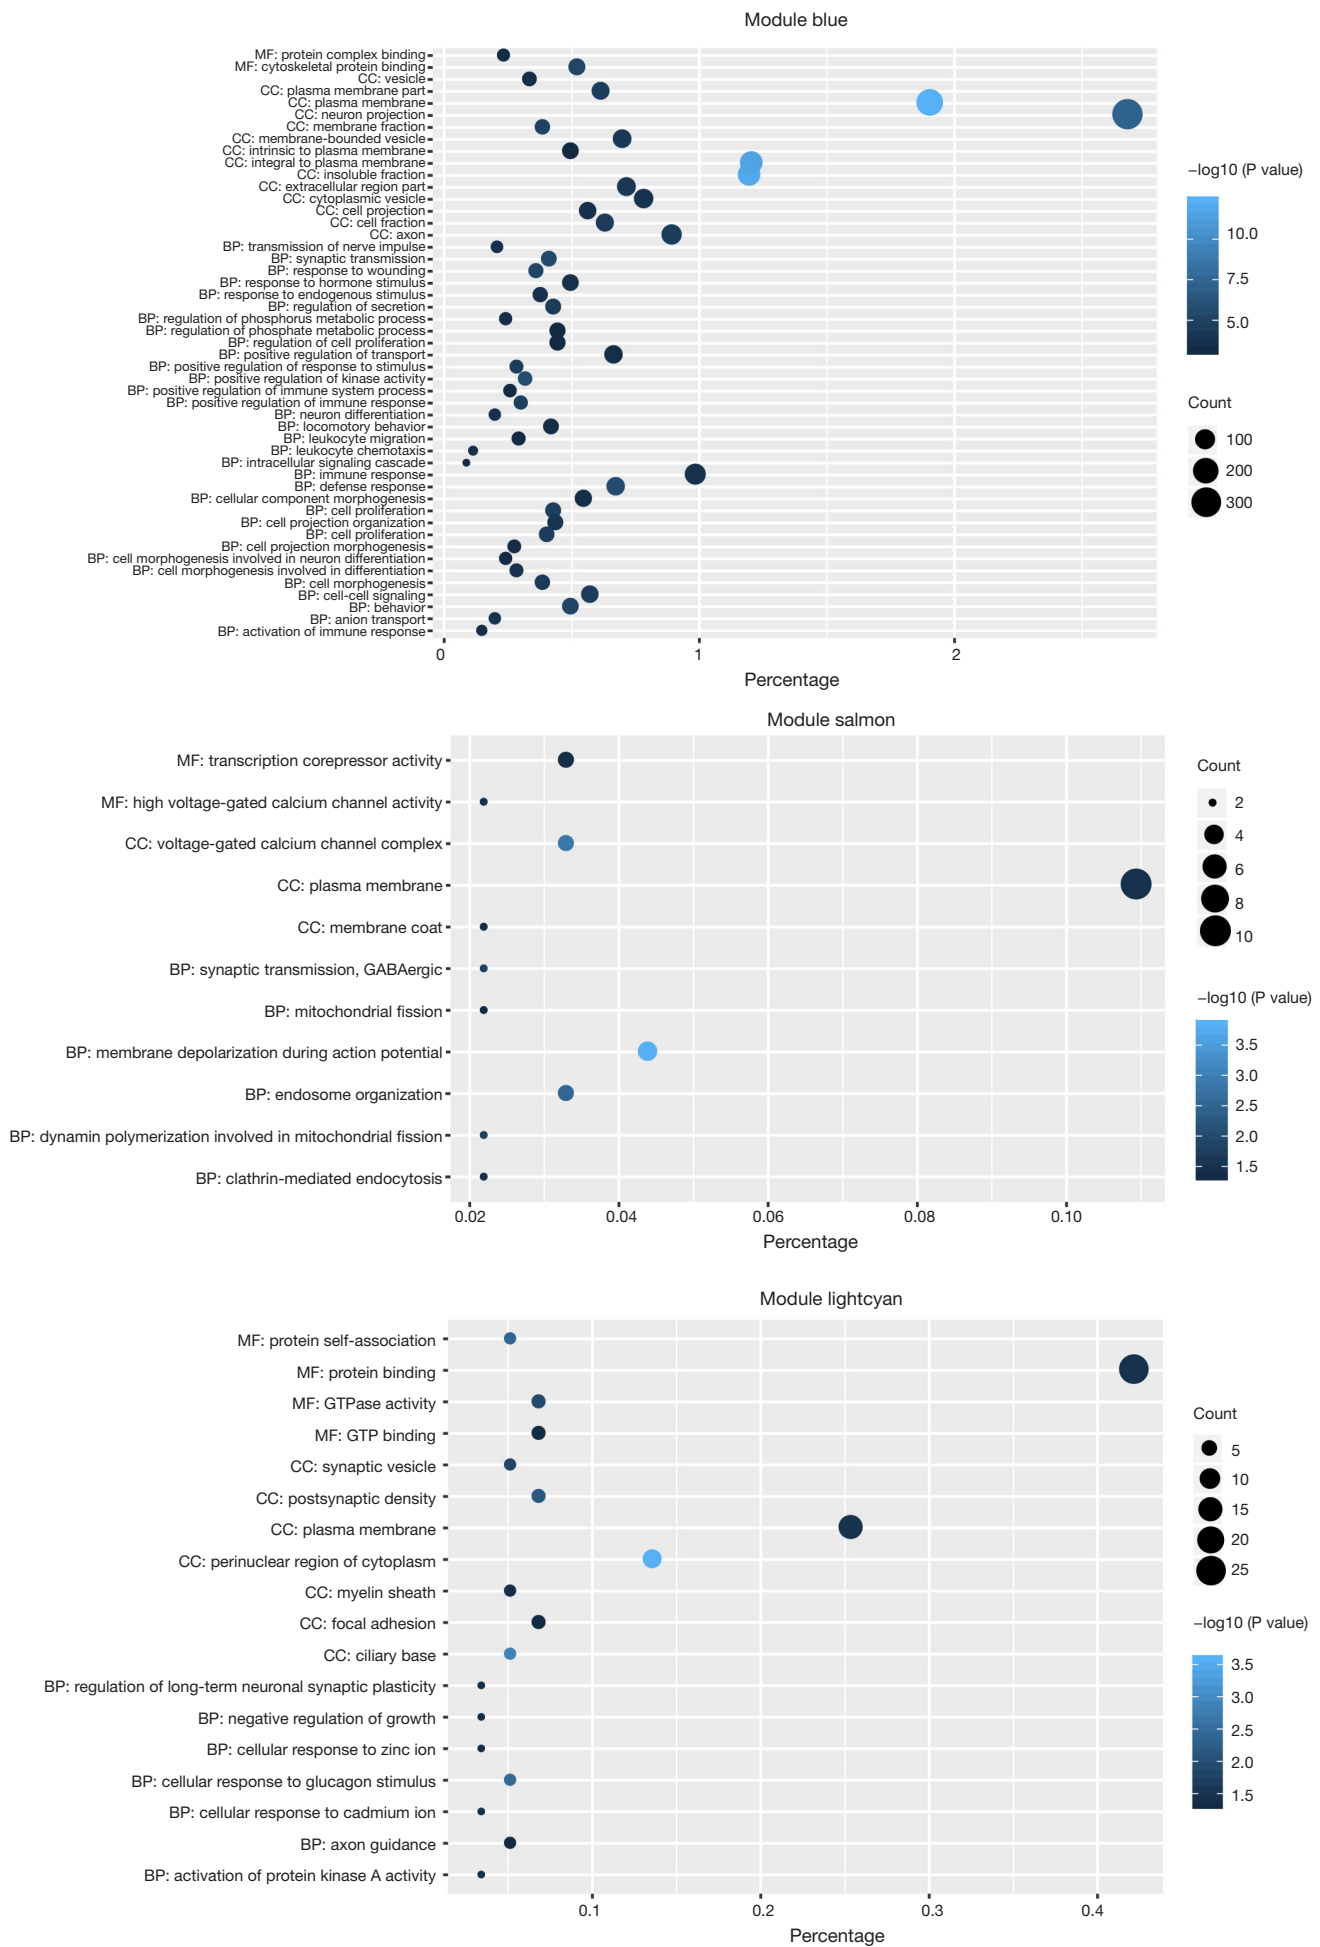 Module blue
MF: protein complex binding
MF: cytoskeletal protein binding
CC: vesicle
CC: plasma membrane part
CC: plasma membrane
CC: neuron projection
CC: membrane fraction
CC: membrane-bounded vesicle
CC: intrinsic to plasma membrane
CC: integral to plasma membrane
CC: insoluble fraction
CC: extracellular region part
CC: cytoplasmic vesicle
CC: cell projection
CC: cell fraction
CC: axon
BP: transmission of nerve impulse
BP: synaptic transmission
BP: response to wounding
BP: response to hormone stimulus
BP: response to endogenous stimulus
BP: regulation of secretion
BP: regulation of phosphorus metabolic process
BP: regulation of phosphate metabolic process
BP: regulation of cell proliferation
BP: positive regulation of transport
BP: positive regulation of response to stimulus
BP: positive regulation of kinase activity
BP: positive regulation of immune system process
BP: positive regulation of immune response
BP: neuron differentiation
BP: locomotory behavior
BP: leukocyte migration
BP: leukocyte chemotaxis
BP: intracellular signaling cascade
BP: immune response
BP: defense response
BP: cellular component morphogenesis
BP: cell proliferation
BP: cell projection organization
BP: cell proliferation
BP: cell projection morphogenesis
BP: cell morphogenesis involved in neuron differentiation
BP: cell morphogenesis involved in differentiation
BP: cell morphogenesis
BP: cell-cell signaling
BP: behavior
BP: anion transport
BP: activation of immune response
0 1 2
Percentage
−log10 (P value)
10.0
7.5
5.0
Count
100
200
300
Module salmon
MF: transcription corepressor activity
MF: high voltage-gated calcium channel activity
CC: voltage-gated calcium channel complex
CC: plasma membrane
CC: membrane coat
BP: synaptic transmission, GABAergic
BP: mitochondrial fission
BP: membrane depolarization during action potential
BP: endosome organization
BP: dynamin polymerization involved in mitochondrial fission
BP: clathrin-mediated endocytosis
0.02 0.04 0.06 0.08 0.10
Percentage
Count
2
4
6
8
10
−log10 (P value)
3.5
3.0
2.5
2.0
1.5
Module lightcyan
MF: protein self-association
MF: protein binding
MF: GTPase activity
MF: GTP binding
CC: synaptic vesicle
CC: postsynaptic density
CC: plasma membrane
CC: perinuclear region of cytoplasm
CC: myelin sheath
CC: focal adhesion
CC: ciliary base
BP: regulation of long-term neuronal synaptic plasticity
BP: negative regulation of growth
BP: cellular response to zinc ion
BP: cellular response to glucagon stimulus
BP: cellular response to cadmium ion
BP: axon guidance
BP: activation of protein kinase A activity
0.1 0.2 0.3 0.4
Percentage
Count
5
10
15
20
25
−log10 (P value)
3.5
3.0
2.5
2.0
1.5